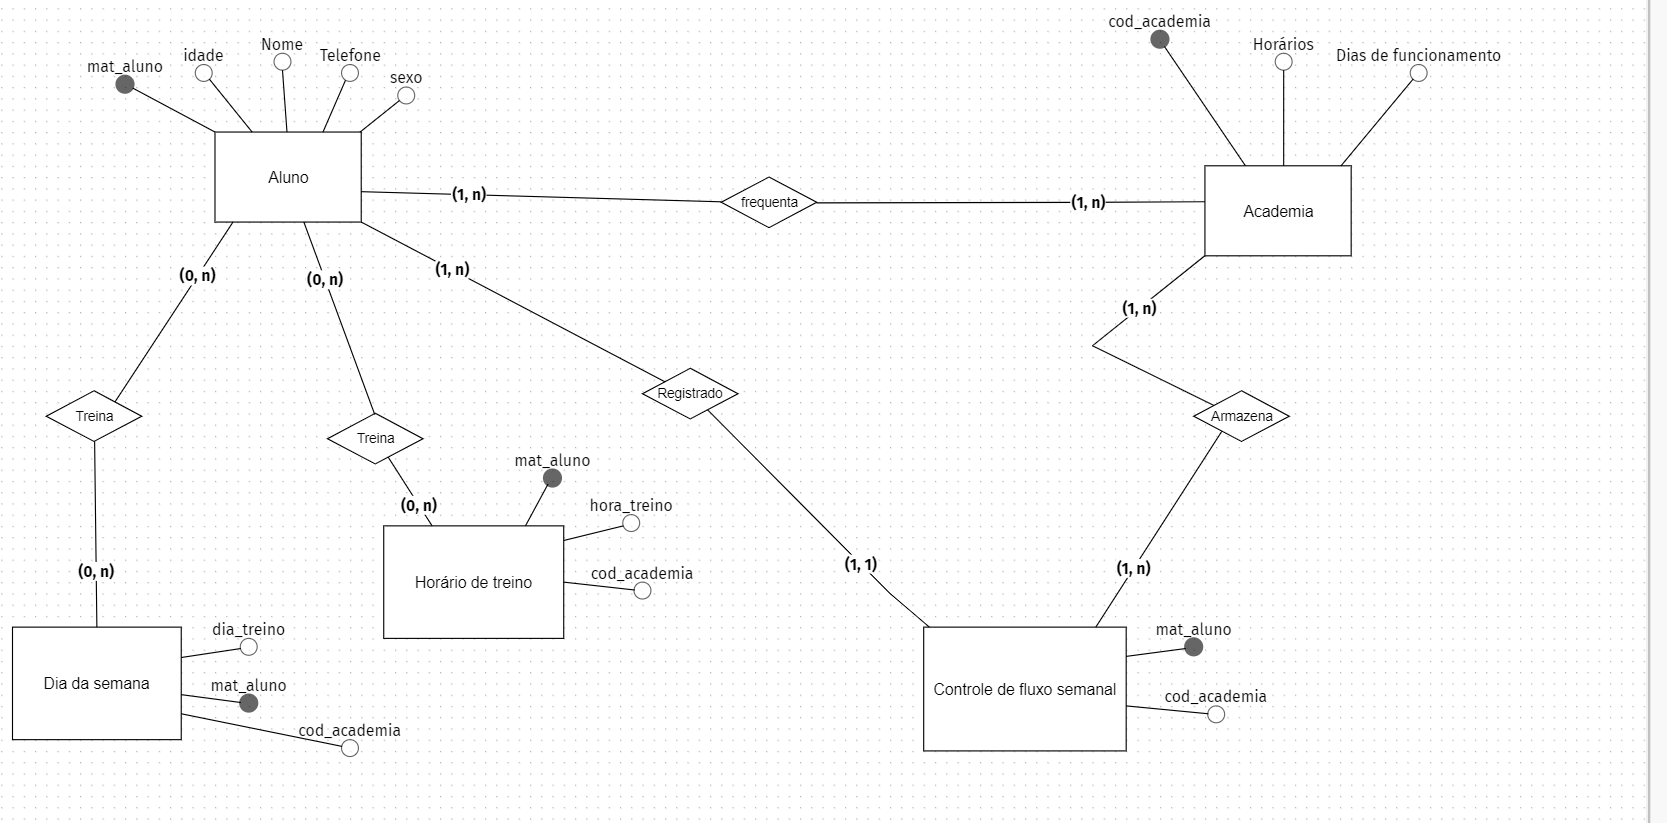 cod_academia
Horários
Dias de funcionamento
mat_aluno
idade
Nome
Telefone
sexo
Aluno
(1, n)
frequenta
(1, n)
Academia
(0, n)
(0, n)
(1, n)
(1, n)
Treina
Treina
Registrado
Armazena
mat_aluno
(0, n)
hora_treino
cod_academia
Horário de treino
(0, n)
(1, 1)
(1, n)
dia_treino
mat_aluno
cod_academia
Dia da semana
mat_aluno
cod_academia
Controle de fluxo semanal